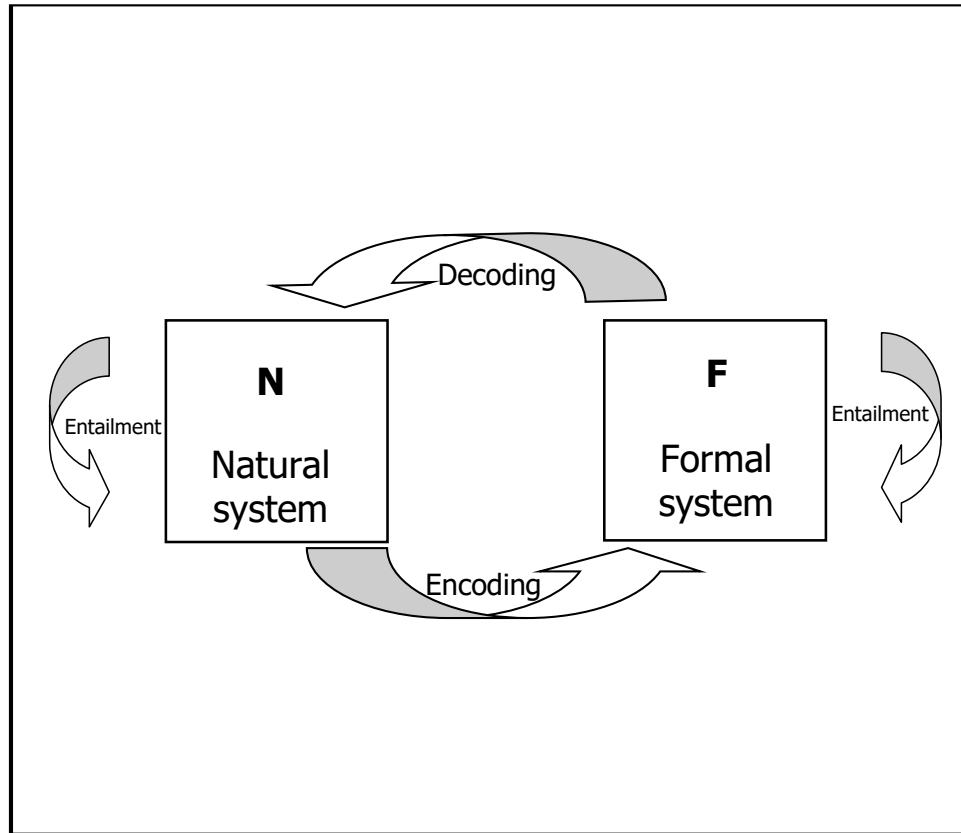 Decoding
N
Natural
system
F
Formal
system
Entailment
Entailment
Encoding